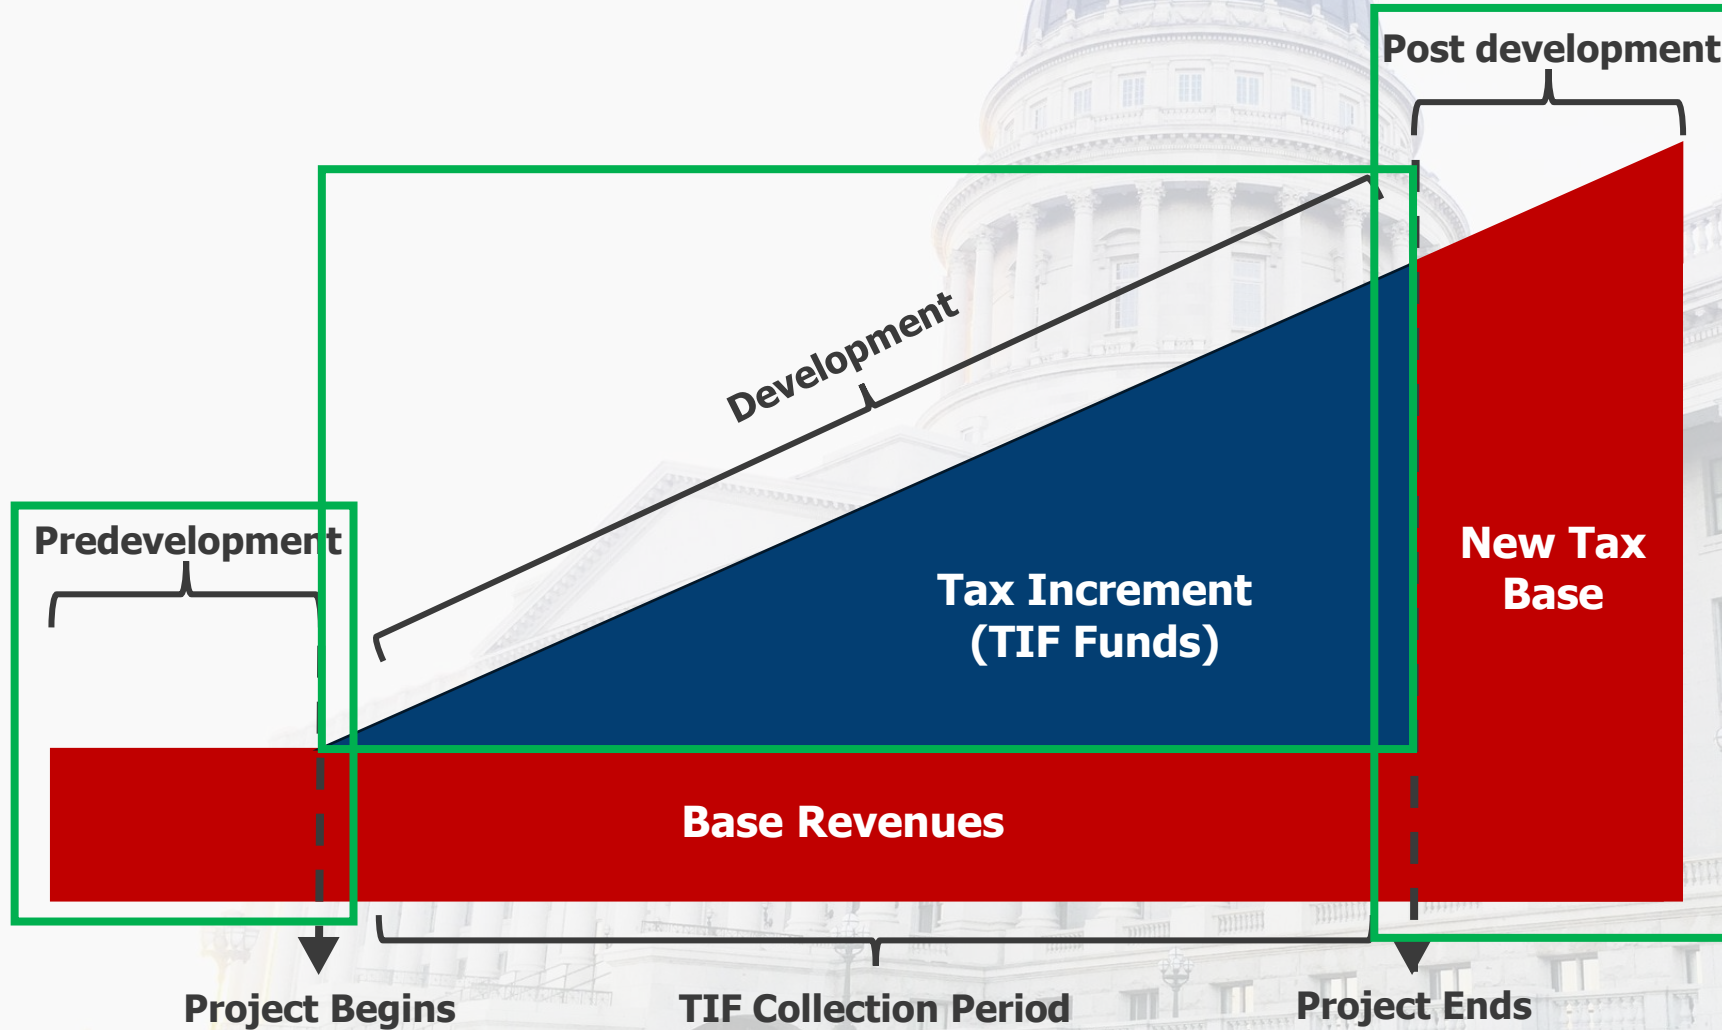 Post development
Development
Predevelopment
New Tax
Base
Tax Increment
(TIF Funds)
Base Revenues
Project Begins
TIF Collection Period
Project Ends